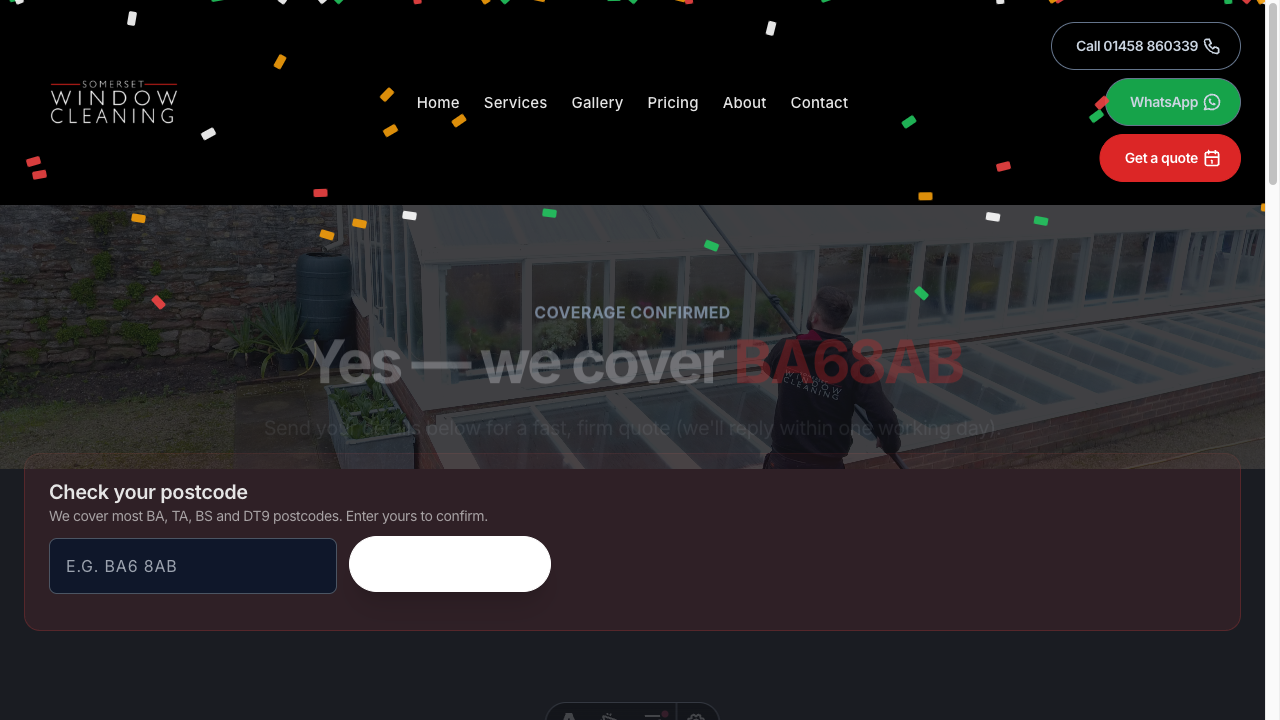 Call 01458 860339
SOMERSET
WINDOW
CLEANING
Home Services Gallery Pricing About Contact
WhatsApp
Get a quote
COVERAGE CONFIRMED
Yes — we cover BA68AB
WINDOW
CLEANING
Send your details below for a fast, firm quote (we'll reply within one working day).
Check your postcode
We cover most BA, TA, BS and DT9 postcodes. Enter yours to confirm.
E.G. BA6 8AB